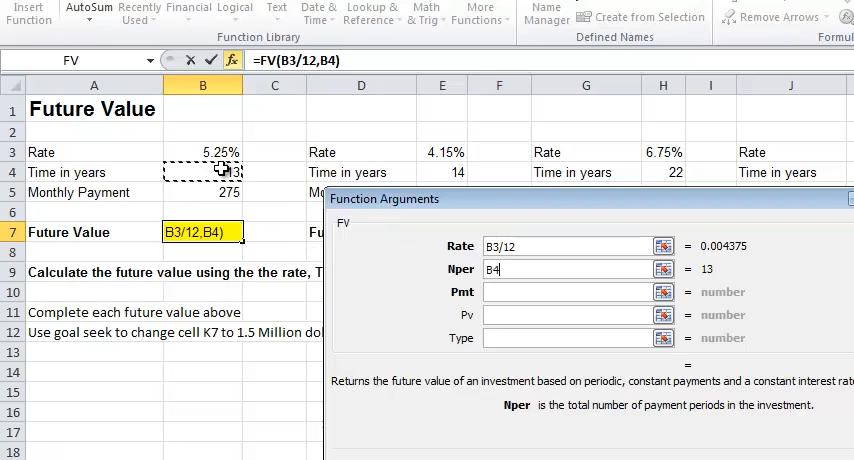 Insert AutoSum Recently Financial Logical Text Date & Lookup & Math More
Function Used Time Reference & Trig Functions
Name Create from Selection Remove Arrows
Manager
Function Library Defined Names Formul
FV fx =FV(B3/12,B4)
A B C D E F G H I J
1 Future Value
2
3 Rate 5.25% Rate 4.15% Rate 6.75% Rate
4 Time in years 13 Time in years 14 Time in years 22 Time in years
5 Monthly Payment 275
6
7 Future Value B3/12,B4)
8
9 Calculate the future value using the the rate, T
10
11 Complete each future value above
12 Use goal seek to change cell K7 to 1.5 Million dol
13
14
15
16
17
18
Function Arguments
FV
Rate B3/12 = 0.004375
Nper B4 = 13
Pmt = number
Pv = number
Type = number
=
Returns the future value of an investment based on periodic, constant payments and a constant interest rat
Nper is the total number of payment periods in the investment.